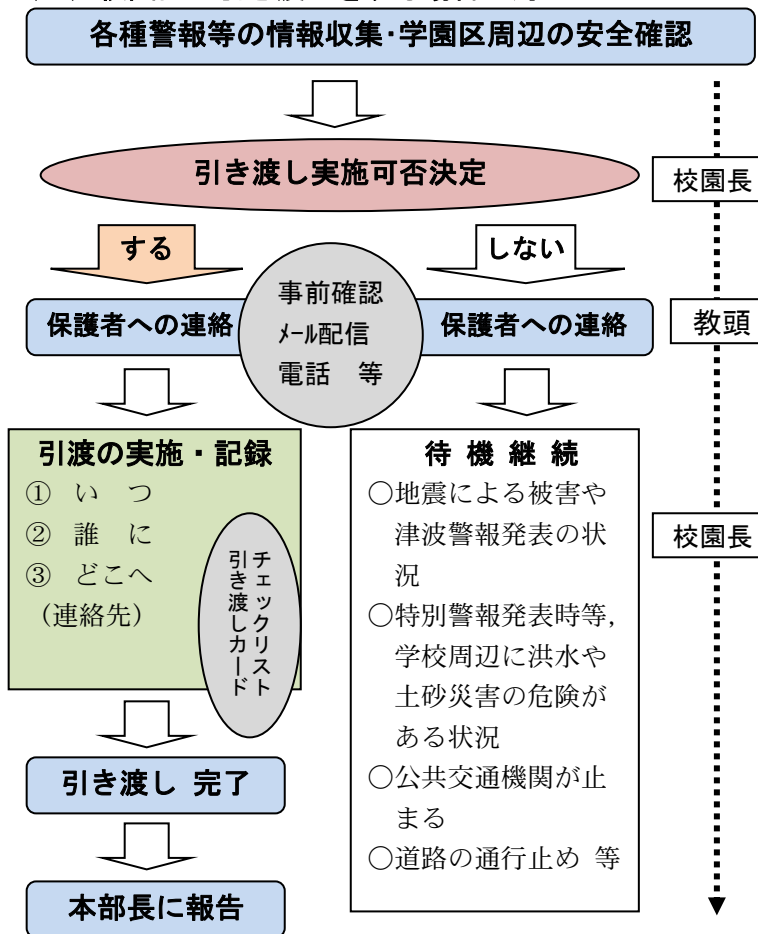 各種警報等の情報収集・学園区周辺の安全確認
引き渡し実施可否決定
校園長
する
しない
事前確認
ﾒｰﾙ配信
電話　等
保護者への連絡
保護者への連絡
教頭
引渡の実施・記録
①　い　つ
②　誰　に
③　どこへ
（連絡先）
チェックリスト
引き渡しカード
引き渡し 完了
本部長に報告
待 機 継 続
○地震による被害や
津波警報発表の状
況
○特別警報発表時等，
学校周辺に洪水や
土砂災害の危険が
ある状況
○公共交通機関が止
まる
○道路の通行止め 等
校園長